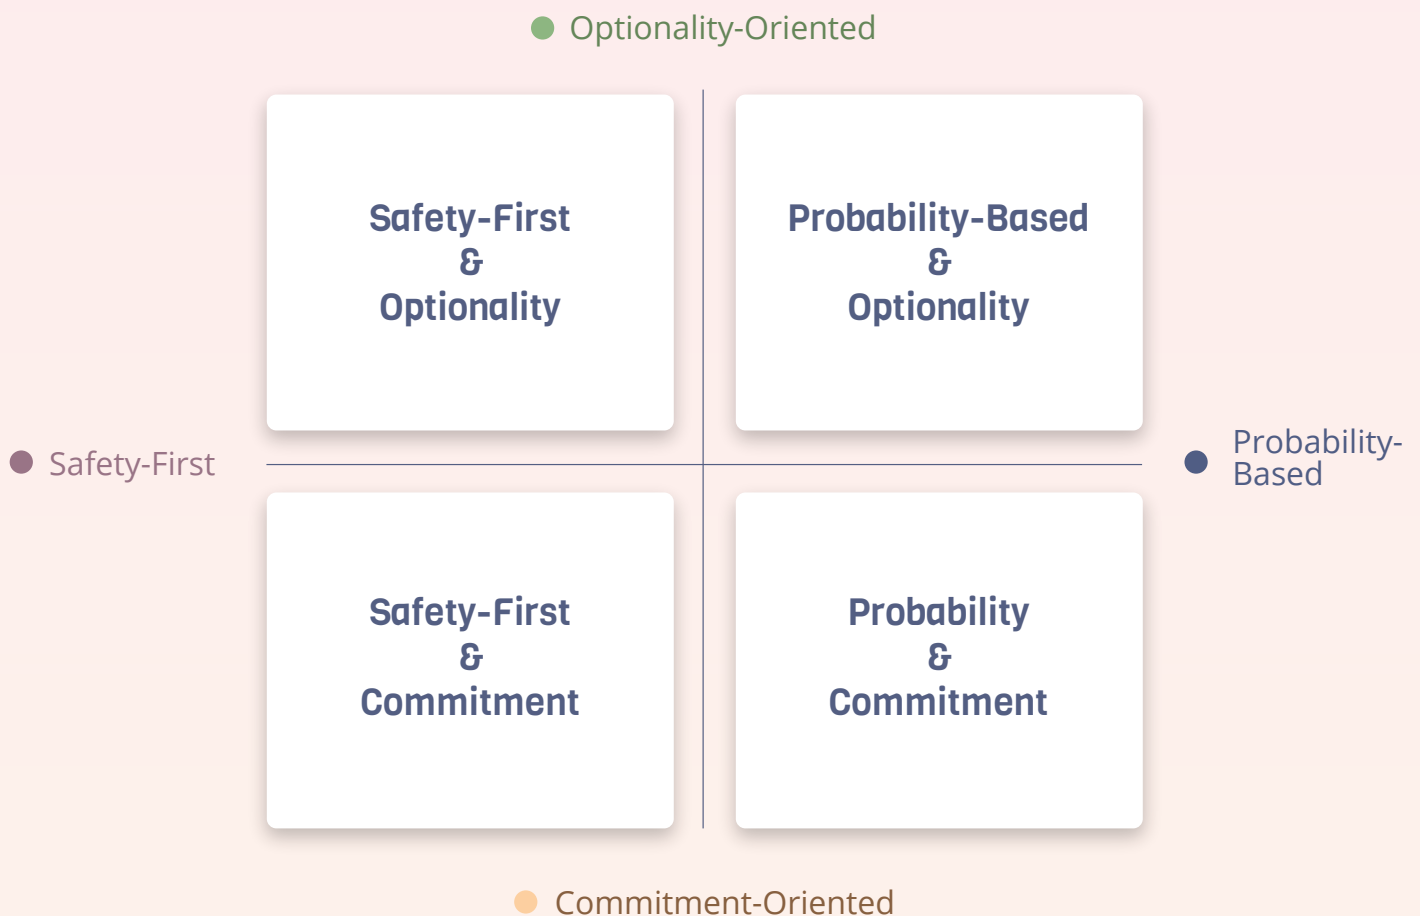 Optionality-Oriented
Safety-First
&
Optionality
Probability-Based
&
Optionality
Safety-First
Probability-
Based
Safety-First
&
Commitment
Probability
&
Commitment
Commitment-Oriented